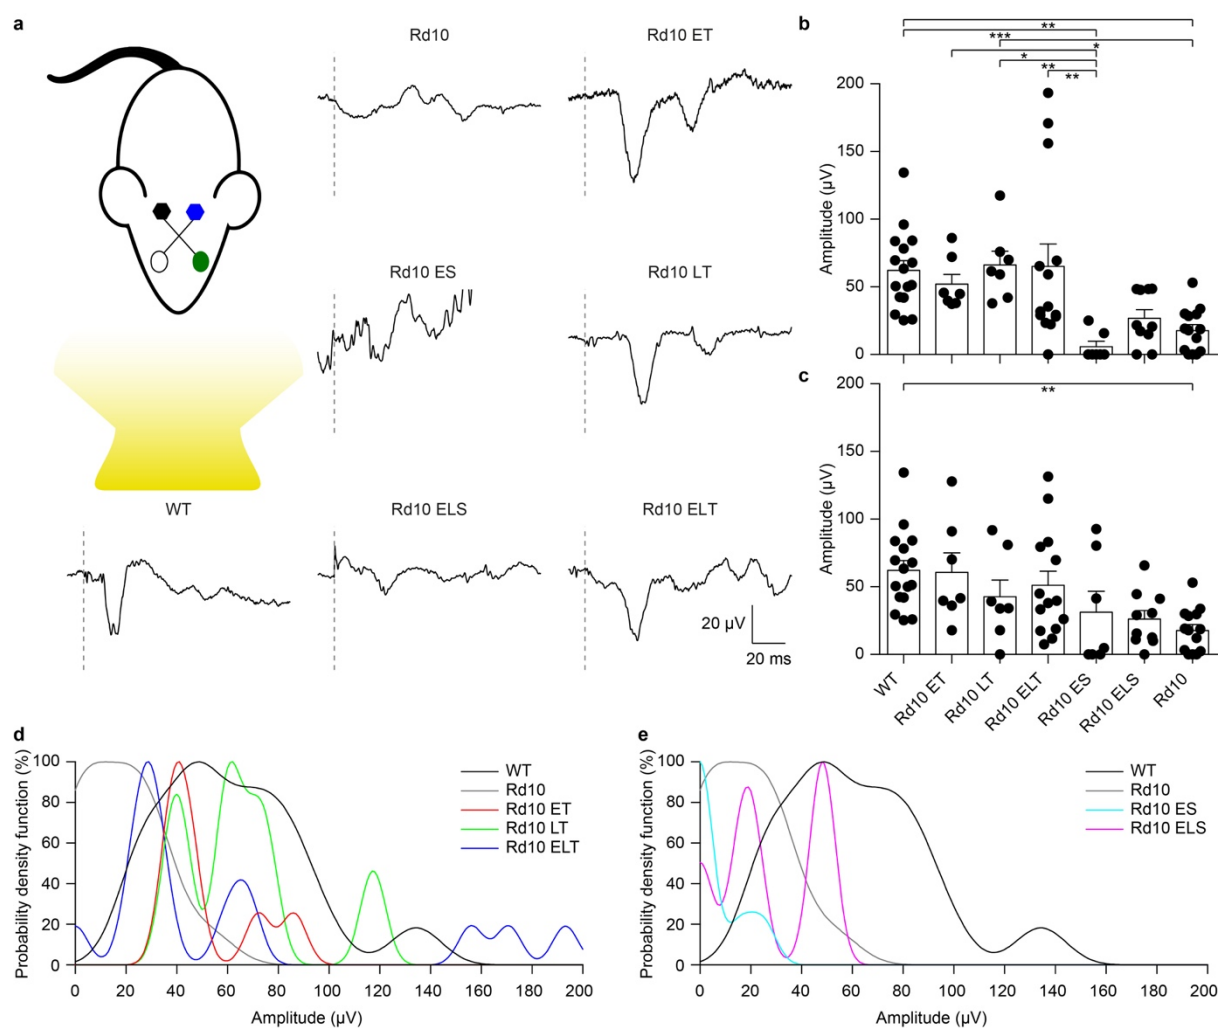 a
Rd10
Rd10 ET
Rd10 ES
Rd10 LT
WT
Rd10 ELS
Rd10 ELT
20 µV
20 ms
b
**
***
*
*
**
**
Amplitude (µV)
200
150
100
50
0
c
**
Amplitude (µV)
200
150
100
50
0
WT
Rd10 ET
Rd10 LT
Rd10 ELT
Rd10 ES
Rd10 ELS
Rd10
d
Probability density function (%)
100
80
60
40
20
0
WT
Rd10
Rd10 ET
Rd10 LT
Rd10 ELT
0 20 40 60 80 100 120 140 160 180 200
Amplitude (µV)
e
Probability density function (%)
100
80
60
40
20
0
WT
Rd10
Rd10 ES
Rd10 ELS
0 20 40 60 80 100 120 140 160 180 200
Amplitude (µV)